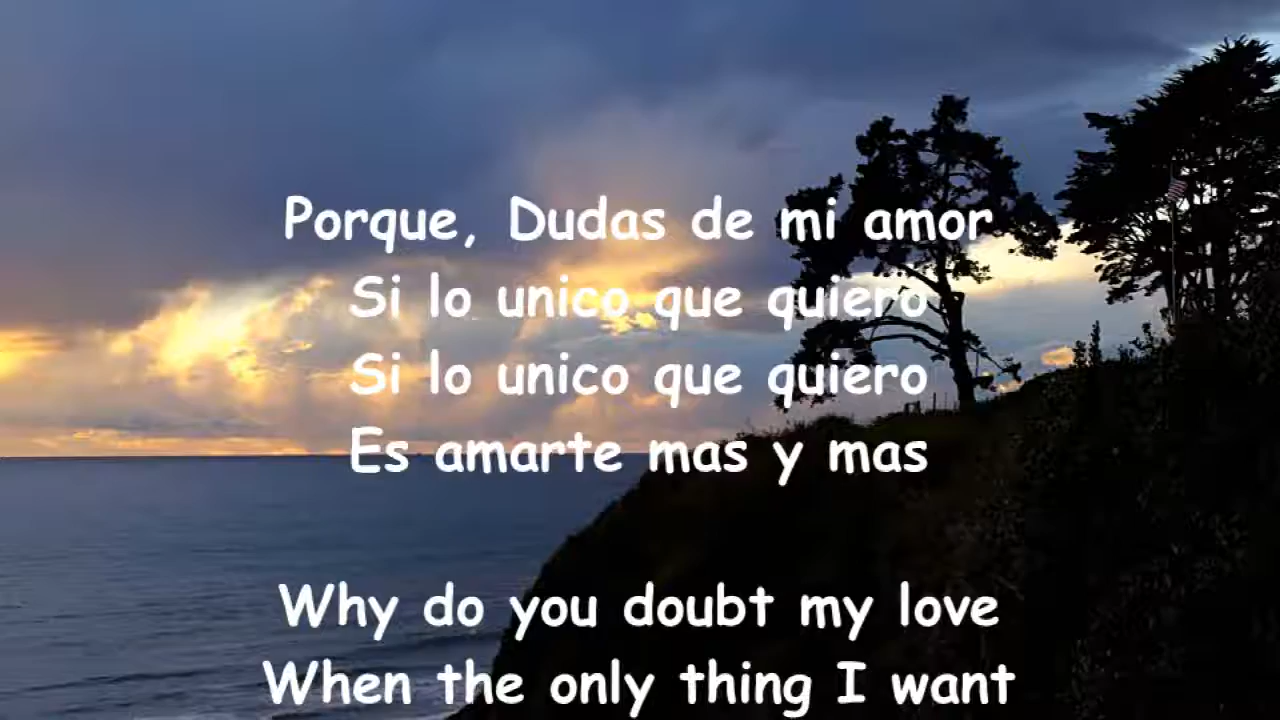 Porque, Dudas de mi amor
Si lo unico que quiero
Si lo unico que quiero
Es amarte mas y mas
Why do you doubt my love
When the only thing I want